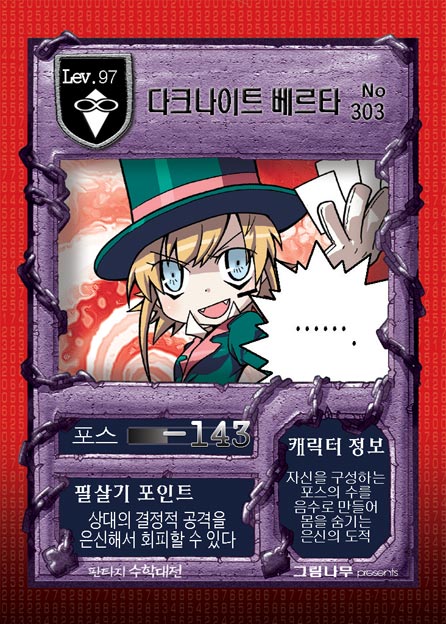 Lev.97
다크나이트 베르타
No
303
.......
포스 -143
캐릭터 정보
자신을 구성하는
포스의 수를
음수로 만들어
몸을 숨기는
은신의 도적
필살기 포인트
상대의 결정적 공격을
은신해서 회피할 수 있다
판타지 수학대전
그림나무 presents